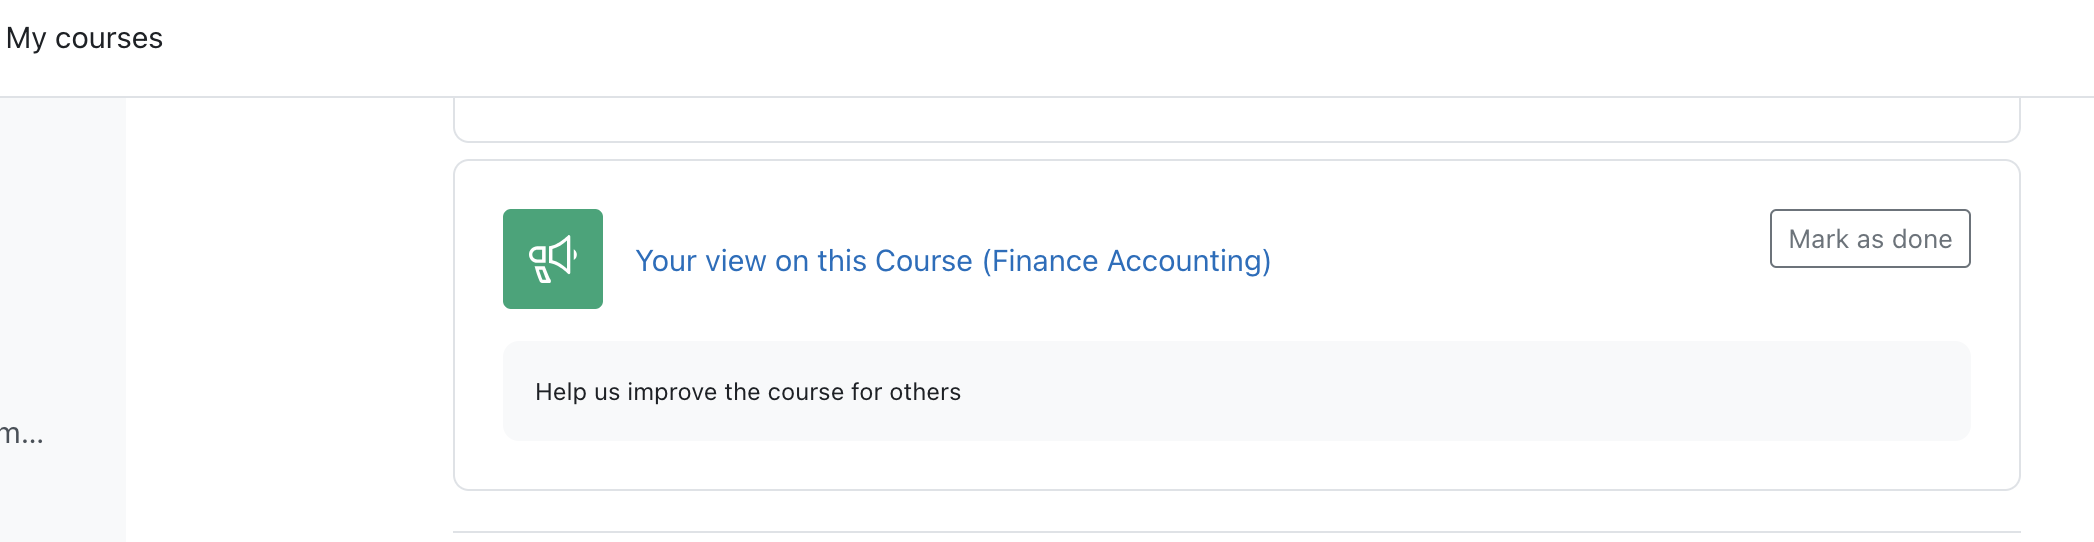 My courses
Your view on this Course (Finance Accounting)
Mark as done
Help us improve the course for others
m...